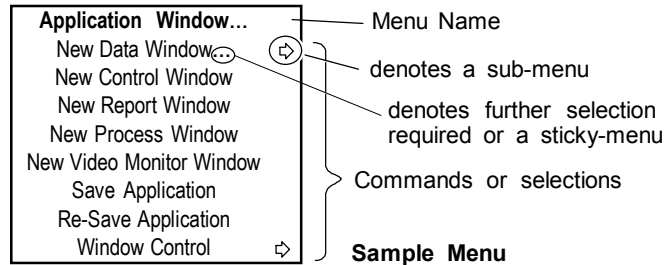 Application Window...
New Data Window...
New Control Window
New Report Window
New Process Window
New Video Monitor Window
Save Application
Re-Save Application
Window Control
Menu Name
denotes a sub-menu
denotes further selection
required or a sticky-menu
Commands or selections
Sample Menu